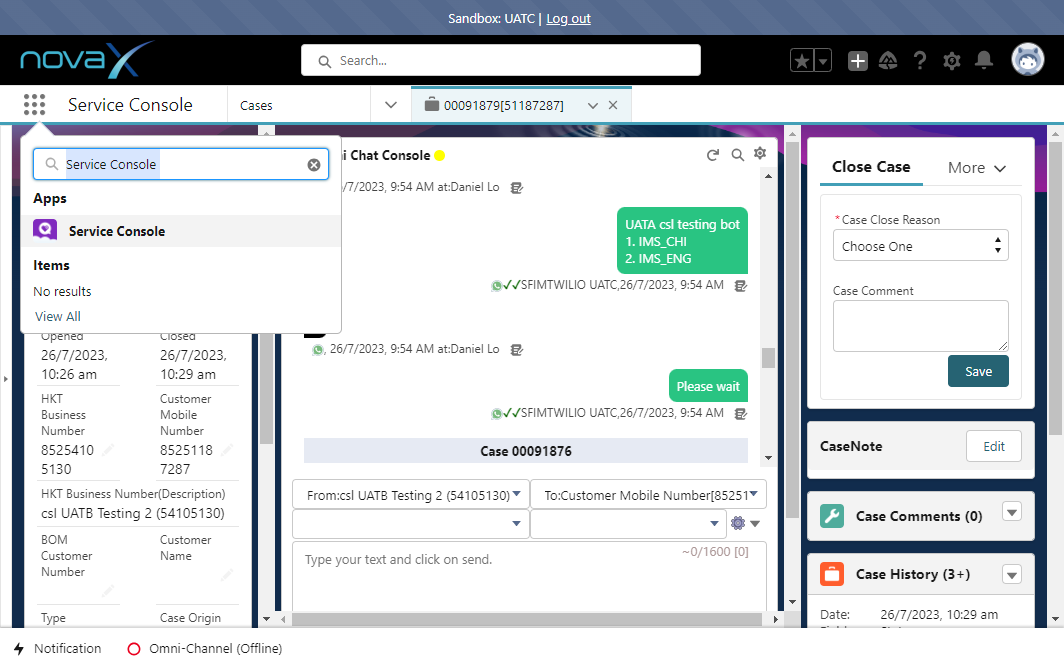 Sandbox: UATC | Log out
novaX
Search...
Service Console
Cases
00091879[51187287]
Service Console
Apps
Service Console
Items
No results
View All
Opened
Closed
26/7/2023,
10:26 am
26/7/2023,
10:29 am
HKT
Business
Number
Customer
Mobile
Number
8525410
5130
8525118
7287
HKT Business Number(Description)
csl UATB Testing 2 (54105130)
BOM
Customer
Number
Customer
Name
Type
Case Origin
i Chat Console
/7/2023, 9:54 AM at:Daniel Lo
UATA csl testing bot
1. IMS_CHI
2. IMS_ENG
SFIMTWILIO UATC,26/7/2023, 9:54 AM
, 26/7/2023, 9:54 AM at:Daniel Lo
Please wait
SFIMTWILIO UATC,26/7/2023, 9:54 AM
Case 00091876
From:csl UATB Testing 2 (54105130)
To:Customer Mobile Number[85251
Type your text and click on send.
~0/1600 [0]
Close Case
More
*Case Close Reason
Choose One
Case Comment
Save
CaseNote
Edit
Case Comments (0)
Case History (3+)
Date:
26/7/2023, 10:29 am
Notification
Omni-Channel (Offline)